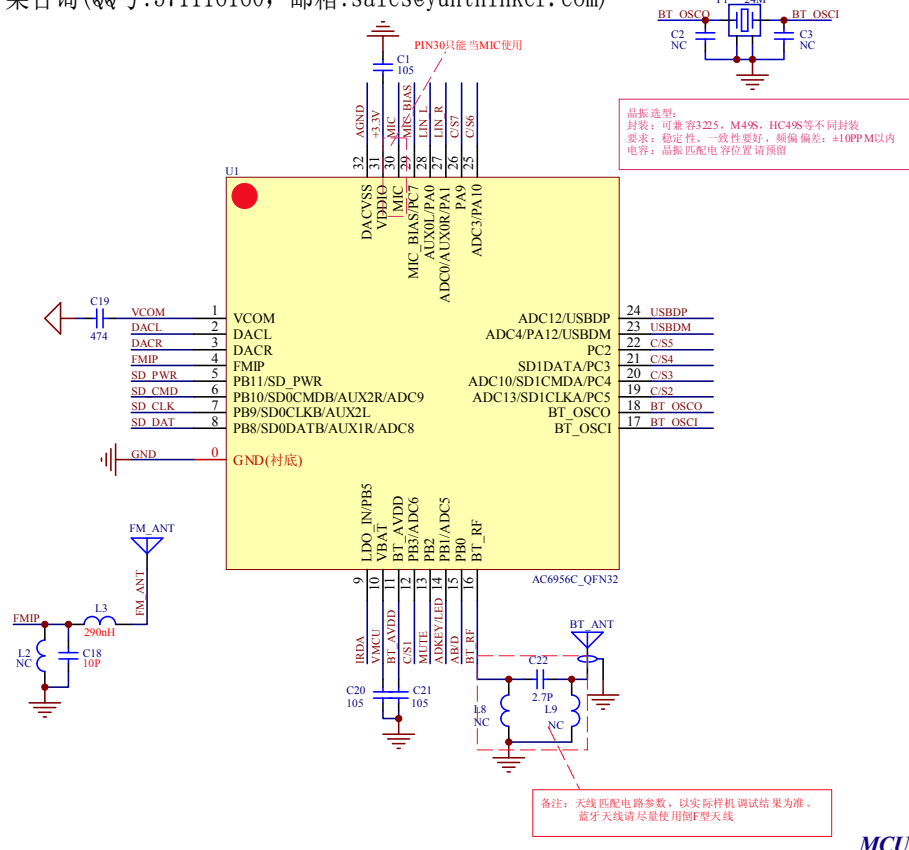 BT_OSCO
24M
BT_OSCI
C2
NC
C3
NC
PIN30只能当MIC使用
C1
105
晶振选型:
封装：可兼容3225，M49S，HC49S等不同封装
要求：稳定性、一致性要好，频偏偏差：±10PPM以内
电容：晶振匹配电容位置请预留
AGND
+3.3V
MIC
MIC_BIAS
LIN_L
LIN_R
C/S7
C/S6
32
31
30
29
28
27
26
25
U1
DACVSS
VDDIO
MIC
MIC_BIAS/PC7
AUX0L/PA0
ADC0/AUX0R/PA1
PA9
ADC3/PA10
C19
474
VCOM 1 VCOM
DACL 2 DACL
DACR 3 DACR
FMIP 4 FMIP
SD_PWR 5 PB11/SD_PWR
SD_CMD 6 PB10/SD0CMDB/AUX2R/ADC9
SD_CLK 7 PB9/SD0CLKB/AUX2L
SD_DAT 8 PB8/SD0DATB/AUX1R/ADC8
GND 0 GND(衬底)
ADC12/USBDP 24 USBDP
ADC4/PA12/USBDM 23 USBDM
PC2 22 C/S5
SD1DATA/PC3 21 C/S4
ADC10/SD1CMDA/PC4 20 C/S3
ADC13/SD1CLKA/PC5 19 C/S2
BT_OSCO 18 BT_OSCO
BT_OSCI 17 BT_OSCI
LDO_IN/PB5
VBAT
BT_AVDD
PB3/ADC6
PB2
PB1/ADC5
PB0
BT_RF
9
10
11
12
13
14
15
16
AC6956C_QFN32
IRDA
VMCU
BT_AVDD
C/S1
MUTE
ADKEY/LED
AB/D
BT_RF
FM_ANT
FM_ANT
FMIP
L3
290nH
L2
NC
C18
10P
C20
105
C21
105
BT_ANT
C22
2.7P
L8
NC
L9
NC
备注：天线匹配电路参数，以实际样机调试结果为准。
蓝牙天线请尽量使用倒F型天线
MCU